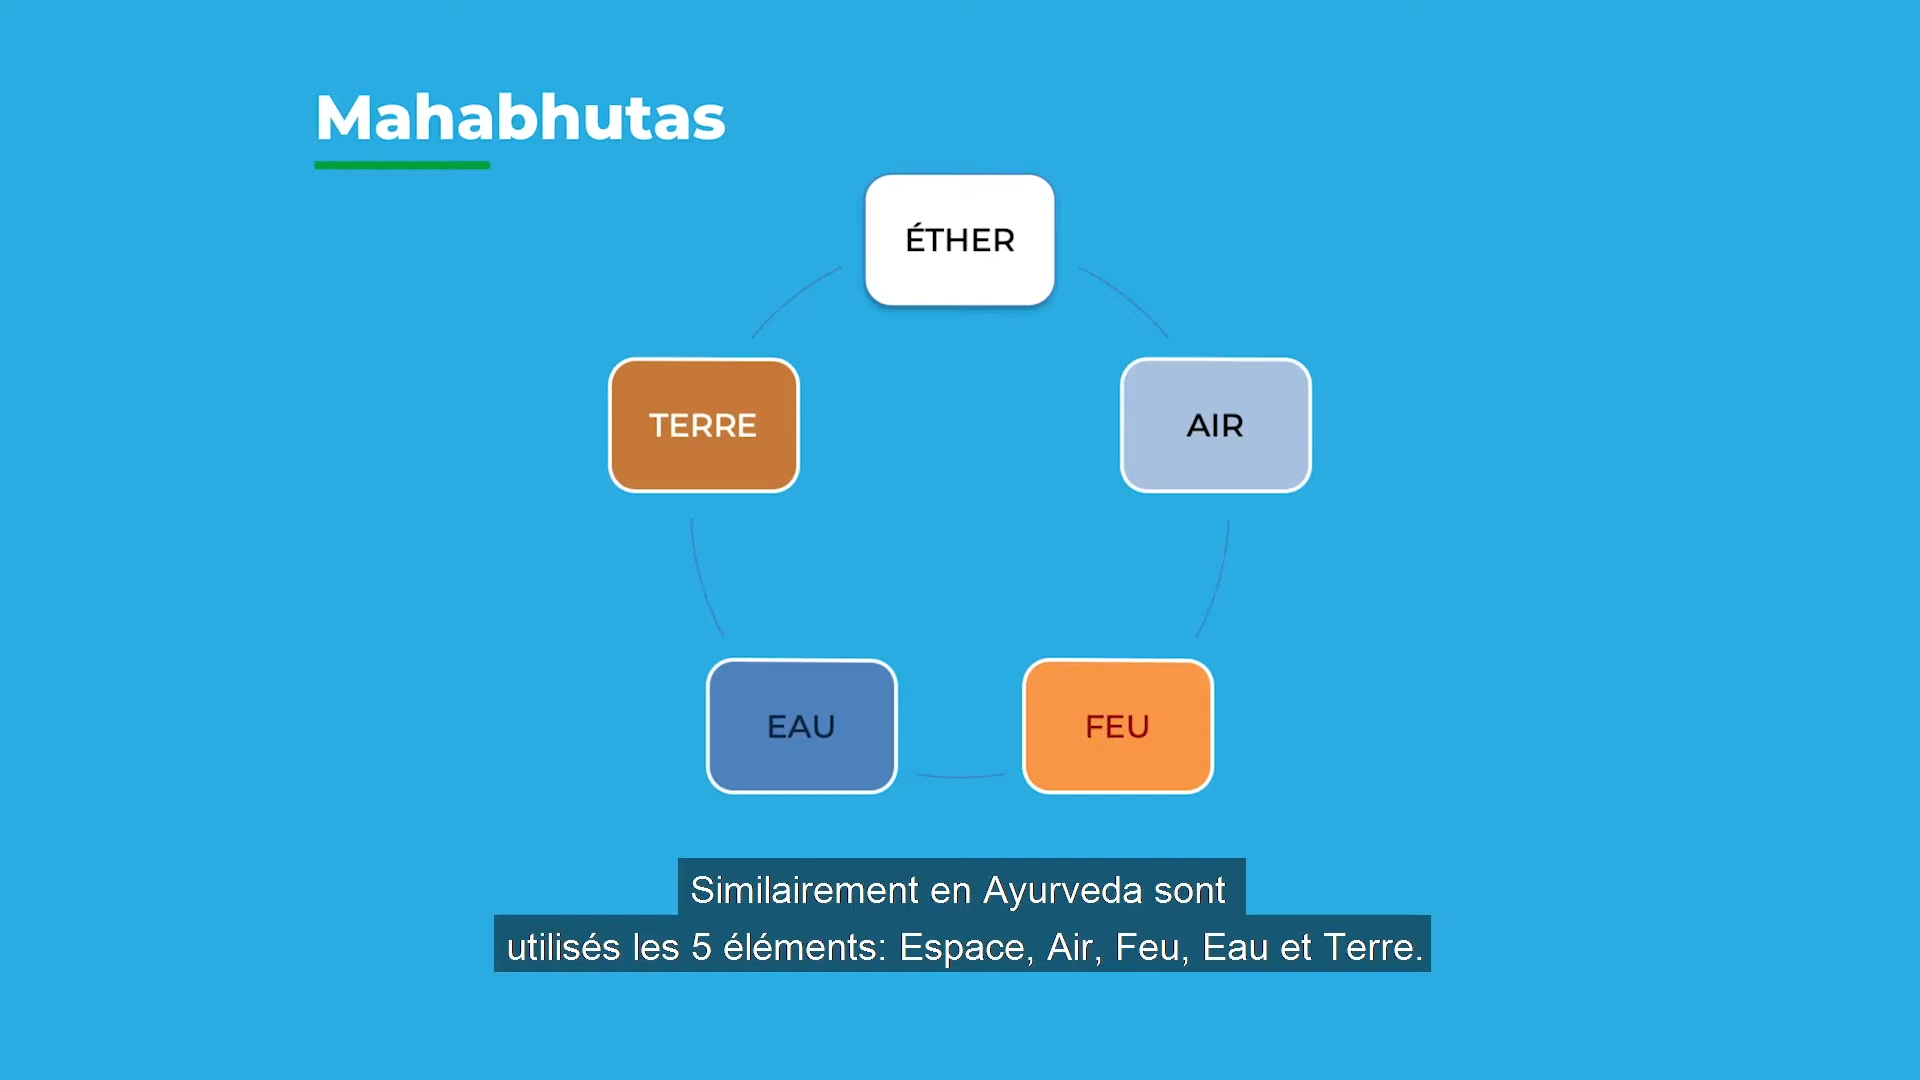 Mahabhutas
ÉTHER
TERRE
AIR
EAU
FEU
Similairement en Ayurveda sont
utilisés les 5 éléments: Espace, Air, Feu, Eau et Terre.